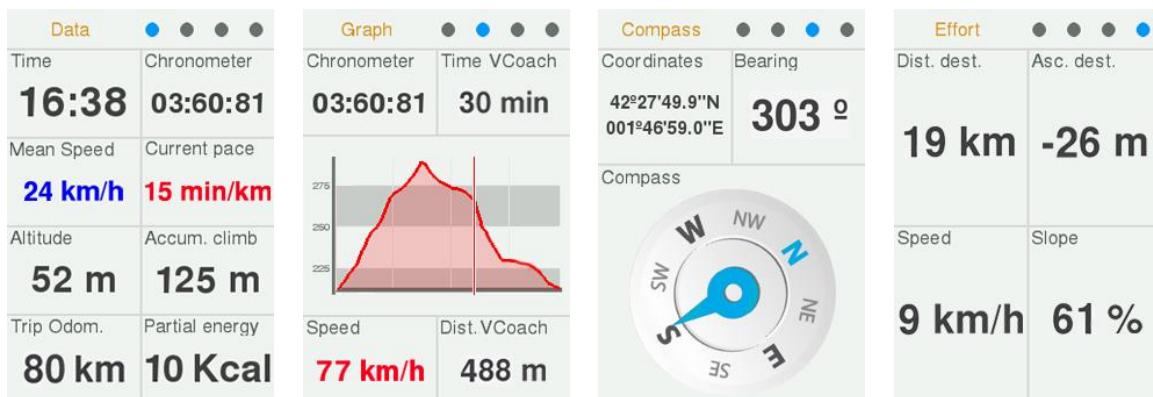 Data
Time Chronometer
16:38 03:60:81
Mean Speed Current pace
24 km/h 15 min/km
Altitude Accum. climb
52 m 125 m
Trip Odom. Partial energy
80 km 10 Kcal
Graph
Chronometer Time VCoach
03:60:81 30 min
275
250
225
Speed Dist.VCoach
77 km/h 488 m
Compass
Coordinates Bearing
42º27'49.9"N
001º46'59.0"E
303 º
Compass
W NW N
SW NE
S SE E
Effort
Dist. dest. Asc. dest.
19 km -26 m
Speed Slope
9 km/h 61 %